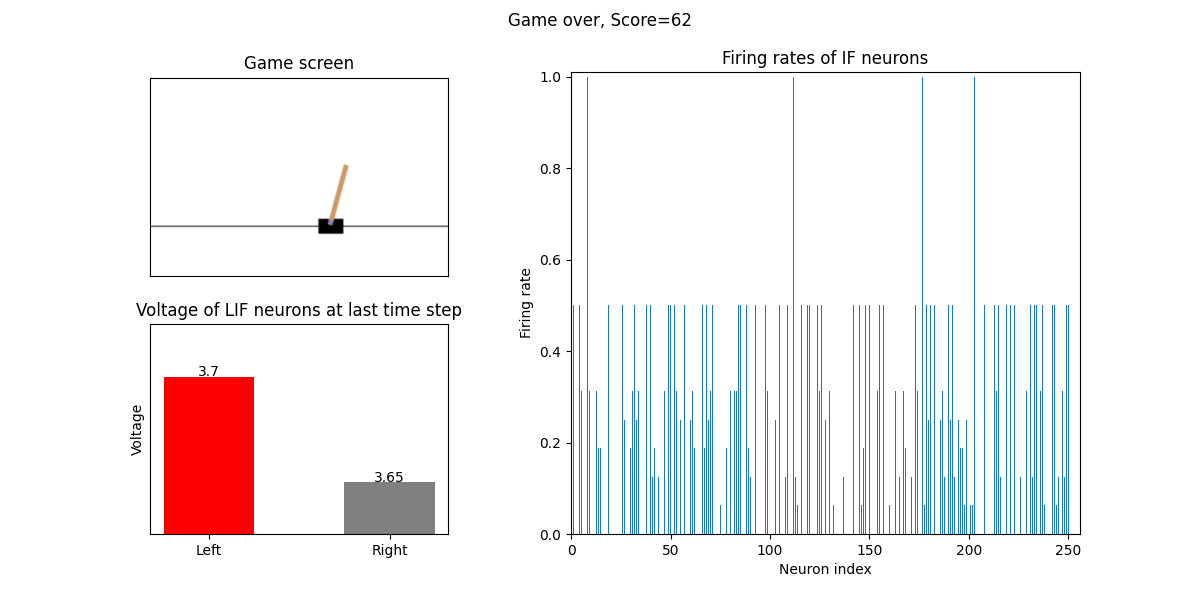 Game over, Score=62
Game screen
Voltage of LIF neurons at last time step
Voltage
3.7
3.65
Left
Right
Firing rates of IF neurons
Firing rate
1.0
0.8
0.6
0.4
0.2
0.0
0
50
100
150
200
250
Neuron index